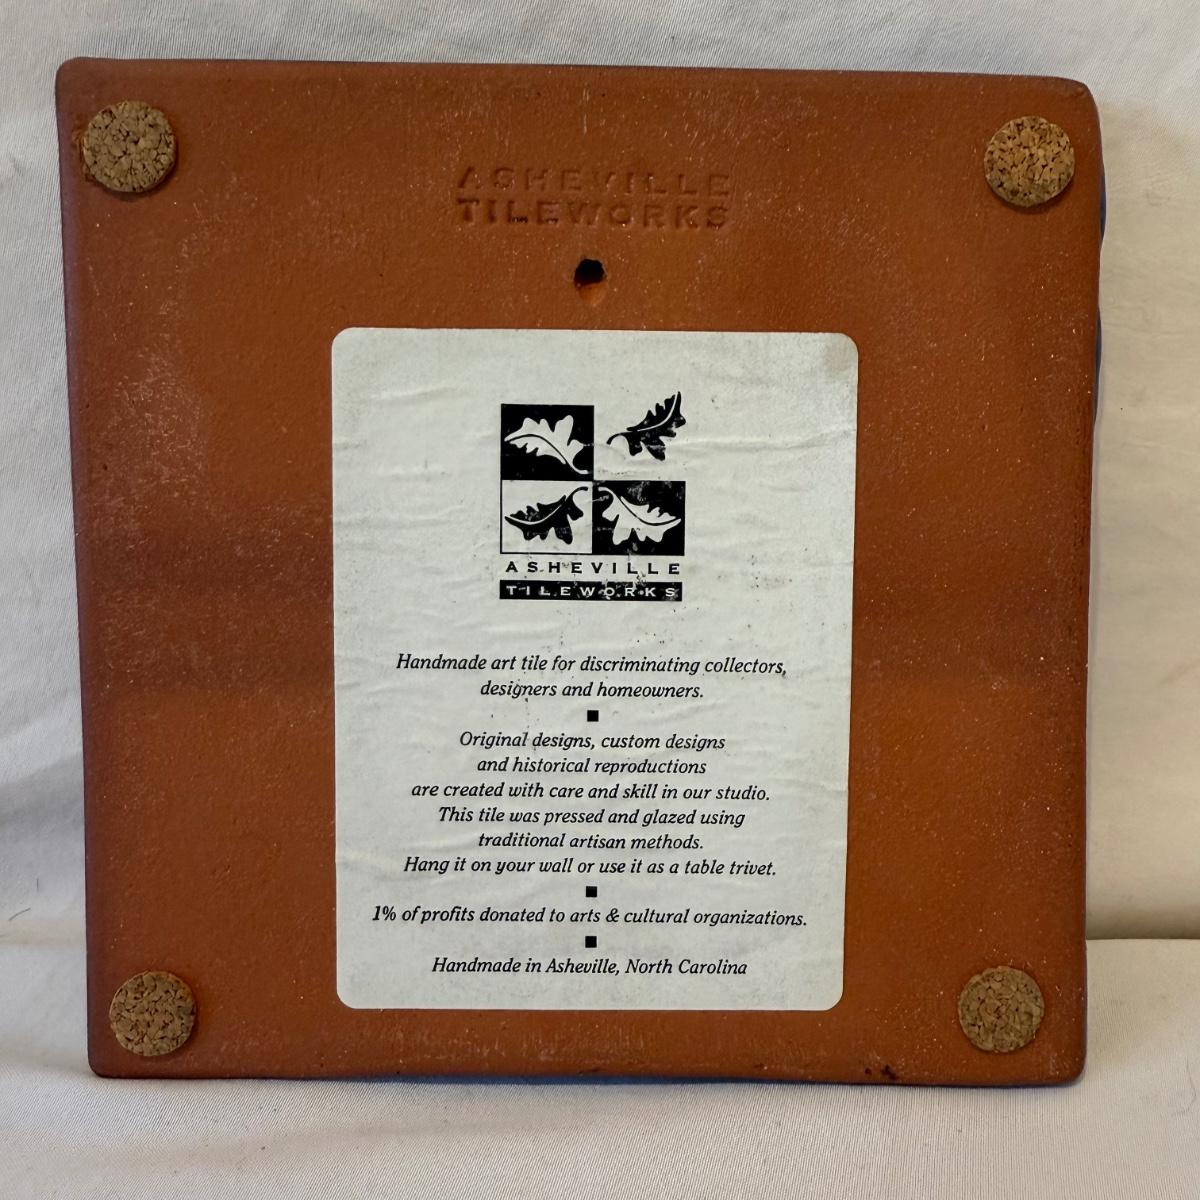 ASHEVILLE
TILEWORKS
ASHEVILLE
TILEWORKS
Handmade art tile for discriminating collectors,
designers and homeowners.
■
Original designs, custom designs
and historical reproductions
are created with care and skill in our studio.
This tile was pressed and glazed using
traditional artisan methods.
Hang it on your wall or use it as a table trivet.
■
1% of profits donated to arts & cultural organizations.
■
Handmade in Asheville, North Carolina